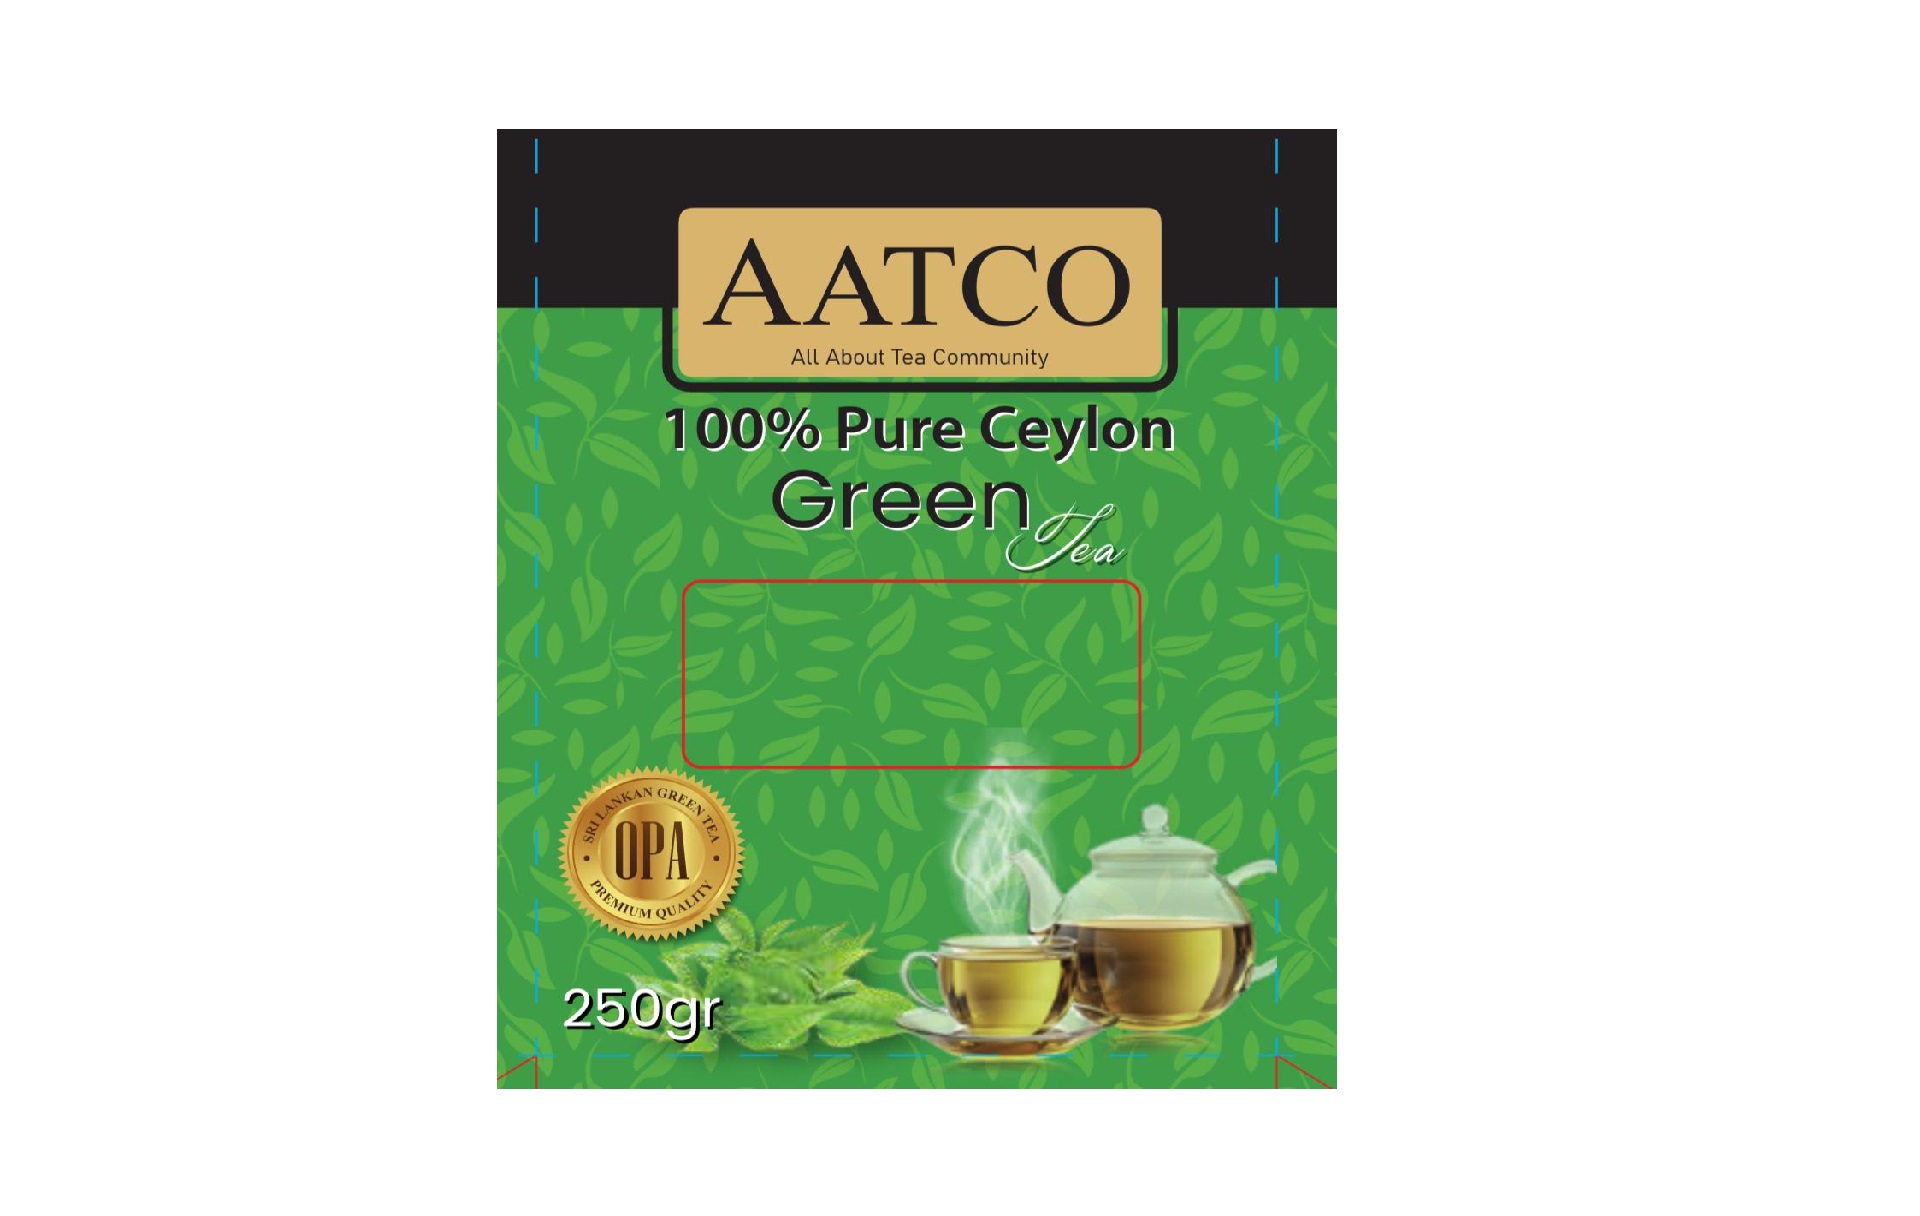 AATCO
All About Tea Community
100% Pure Ceylon
Green
Tea
SRI LANKAN GREEN TEA
OPA
PREMIUM QUALITY
250gr